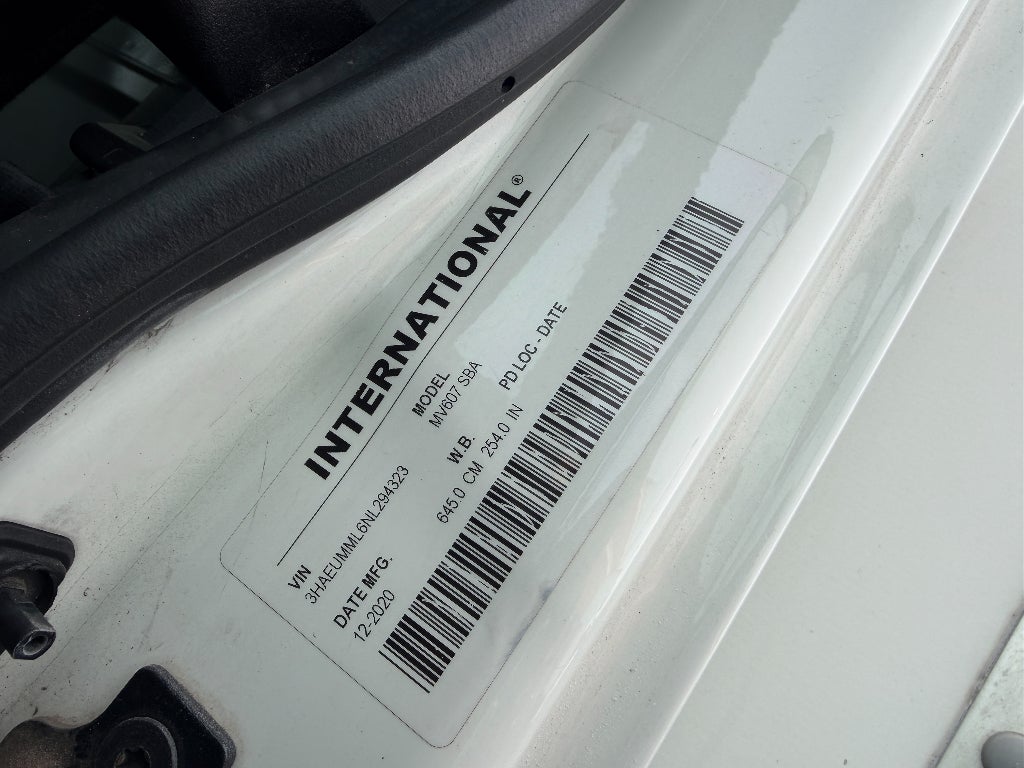 INTERNATIONAL®
VIN MODEL
3HAEUMML6NL294323 MV607 SBA
DATE MFG. W.B. PD LOC - DATE
12-2020 645.0 CM 254.0 IN